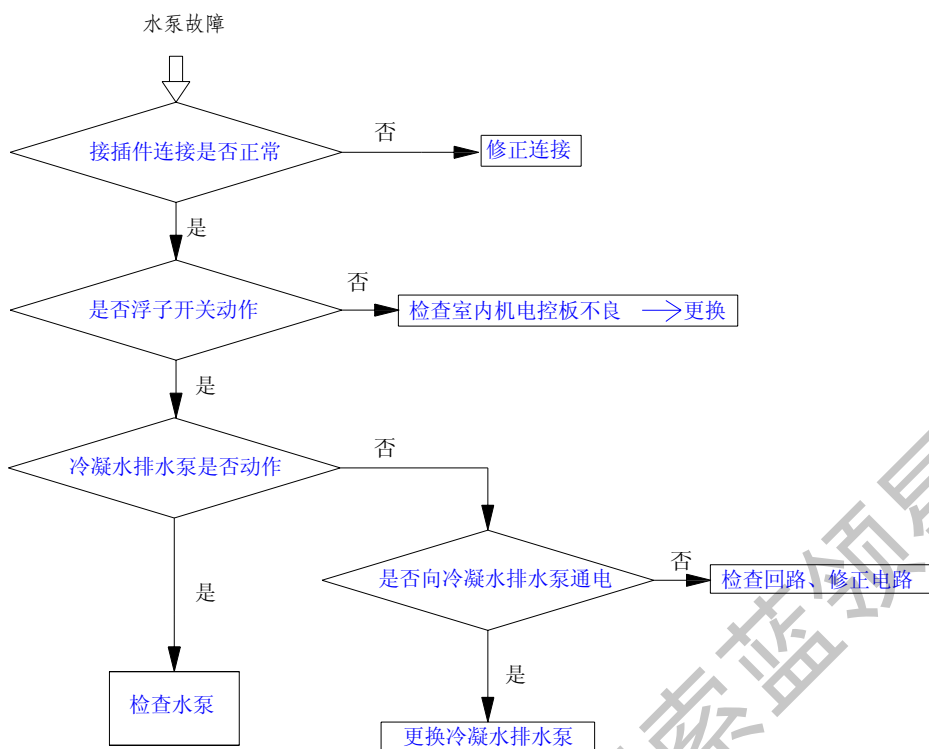 水泵故障
接插件连接是否正常
否
修正连接
是
是否浮子开关动作
否
检查室内机电控板不良 →更换
是
冷凝水排水泵是否动作
否
是否向冷凝水排水泵通电
否
检查回路、修正电路
是
是
检查水泵
更换冷凝水排水泵
索蓝领